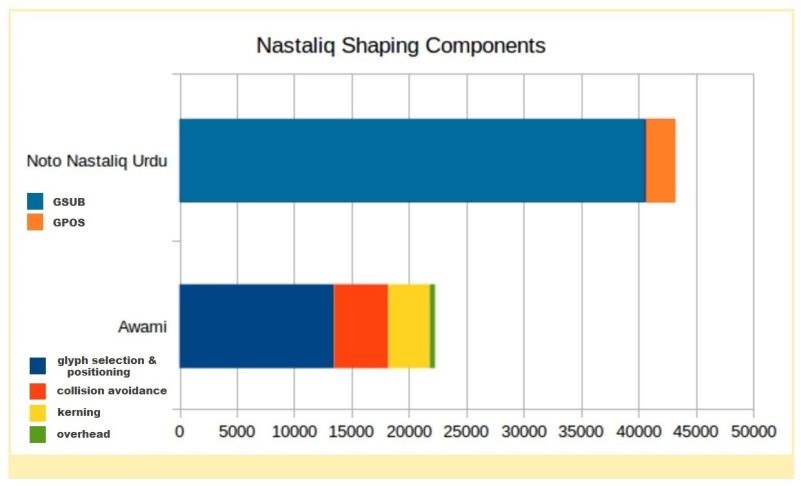 Nastaliq Shaping Components
Noto Nastaliq Urdu
GSUB
GPOS
Awami
glyph selection &
positioning
collision avoidance
kerning
overhead
0 5000 10000 15000 20000 25000 30000 35000 40000 45000 50000